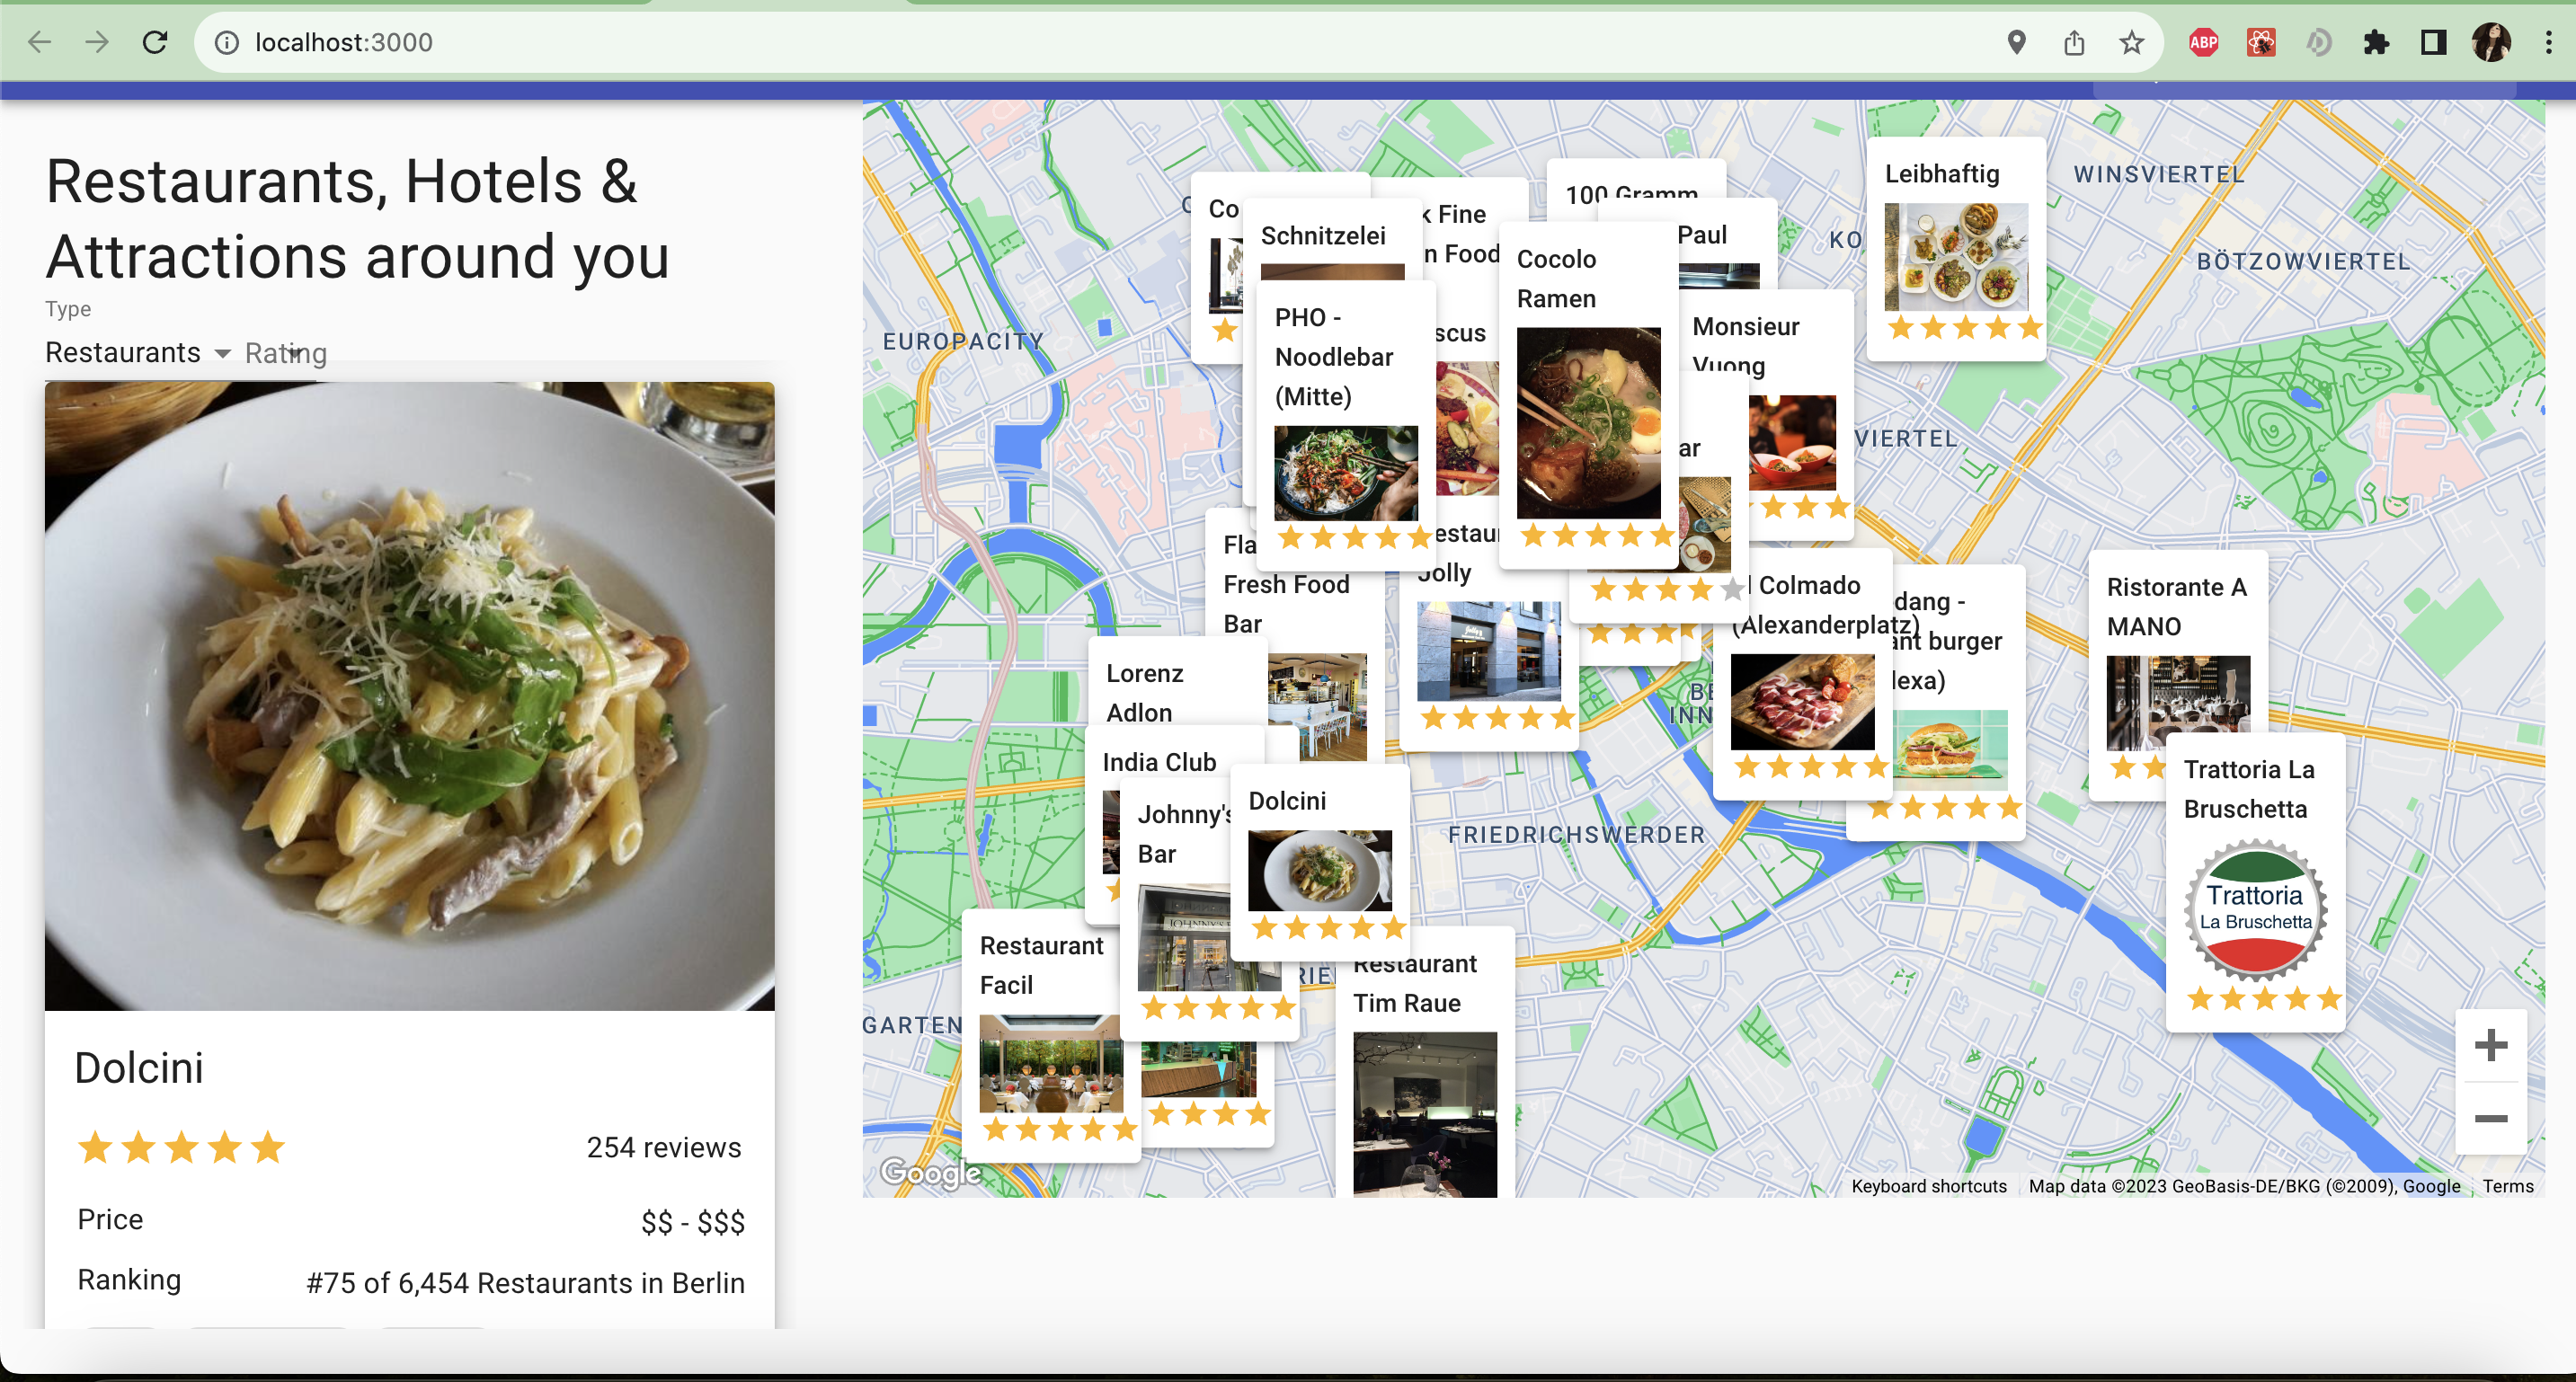 localhost:3000
ABP
Restaurants, Hotels &
Attractions around you
Type
Restaurants
Rating
Dolcini
254 reviews
Price
$$ - $$$
Ranking
#75 of 6,454 Restaurants in Berlin
EUROPACITY
Co
Schnitzelei
PHO -
Noodlebar
(Mitte)
k Fine
n Food
scus
100 Gramm
Paul
Cocolo
Ramen
Monsieur
Vuong
ar
KO
VIERTEL
Leibhaftig
WINSVIERTEL
BÖTZOWVIERTEL
Fla
Fresh Food
Bar
estau
Jolly
l Colmado
(Alexanderplatz)
dang -
ant burger
lexa)
Ristorante A
MANO
Lorenz
Adlon
BE
INN
India Club
Johnny's
Bar
JOHNNY'S
Dolcini
FRIEDRICHSWERDER
Trattoria La
Bruschetta
Trattoria
La Bruschetta
Restaurant
Facil
RIE
Restaurant
Tim Raue
GARTEN
Google
Keyboard shortcuts
Map data ©2023 GeoBasis-DE/BKG (©2009), Google
Terms